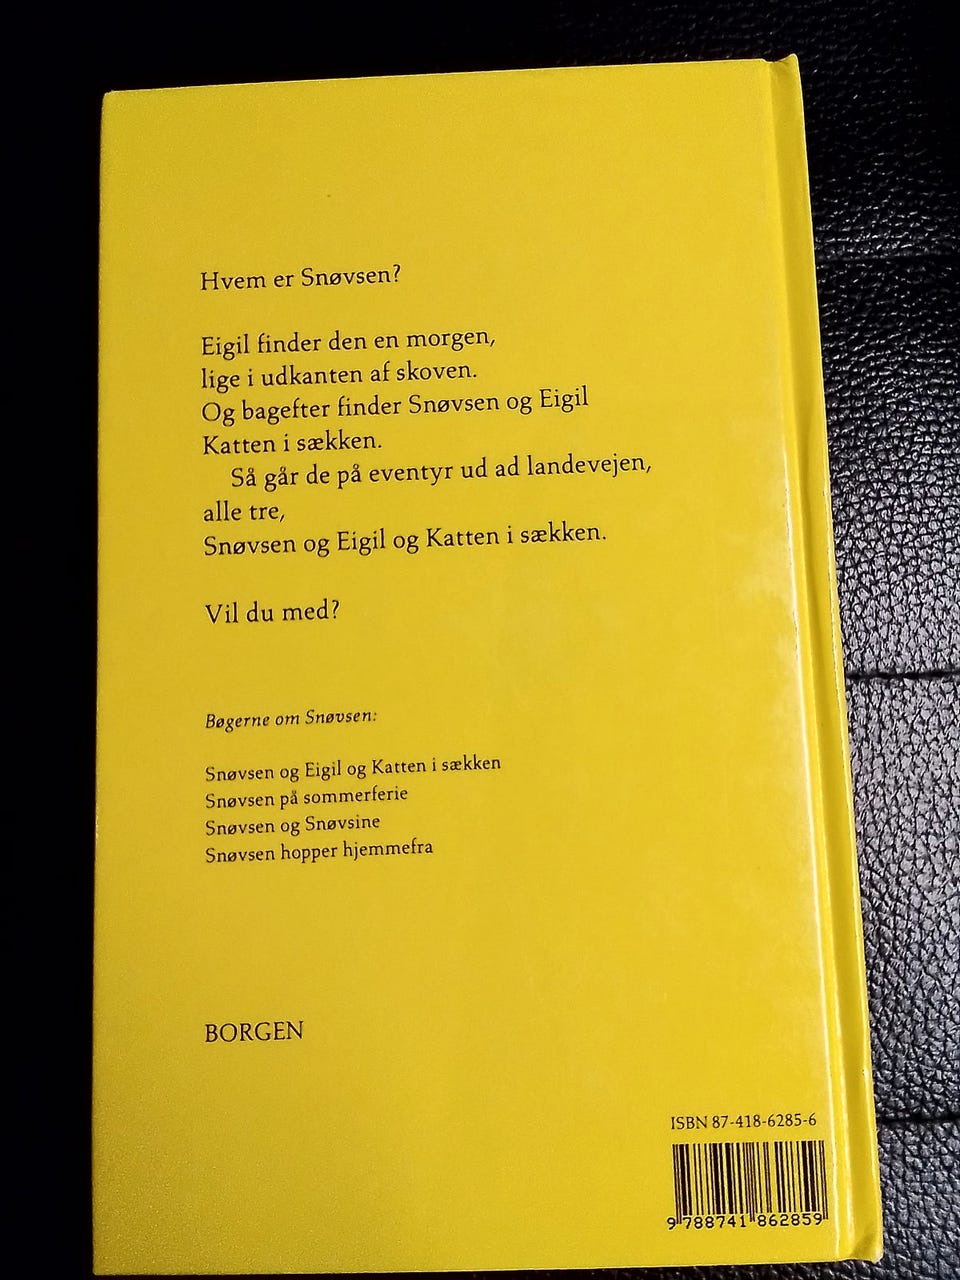 Hvem er Snøvsen?
Eigil finder den en morgen,
lige i udkanten af skoven.
Og bagefter finder Snøvsen og Eigil
Katten i sækken.
Så går de på eventyr ud ad landevejen,
alle tre,
Snøvsen og Eigil og Katten i sækken.
Vil du med?
Bøgerne om Snøvsen:
Snøvsen og Eigil og Katten i sækken
Snøvsen på sommerferie
Snøvsen og Snøvsine
Snøvsen hopper hjemmefra
BORGEN
ISBN 87-418-6285-6
9 788741 862859